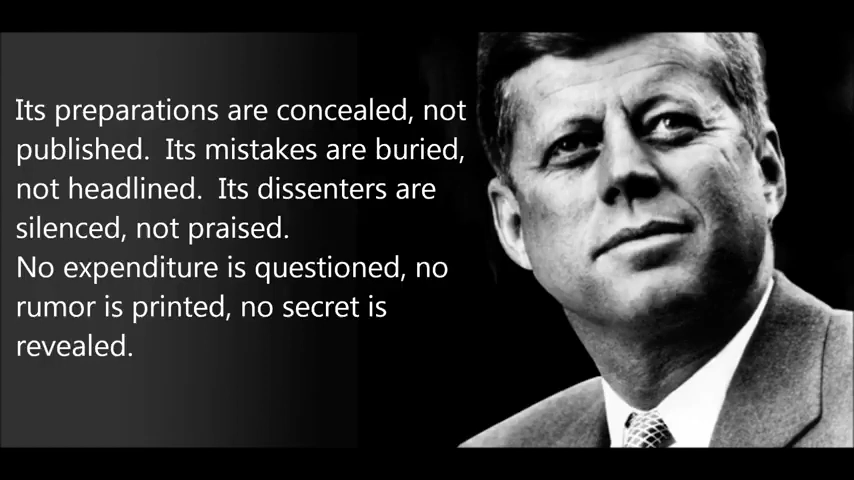 Its preparations are concealed, not
published.  Its mistakes are buried,
not headlined.  Its dissenters are
silenced, not praised.
No expenditure is questioned, no
rumor is printed, no secret is
revealed.